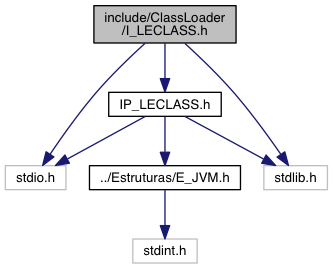 include/ClassLoader
/I_LECLASS.h
IP_LECLASS.h
stdio.h
../Estruturas/E_JVM.h
stdlib.h
stdint.h